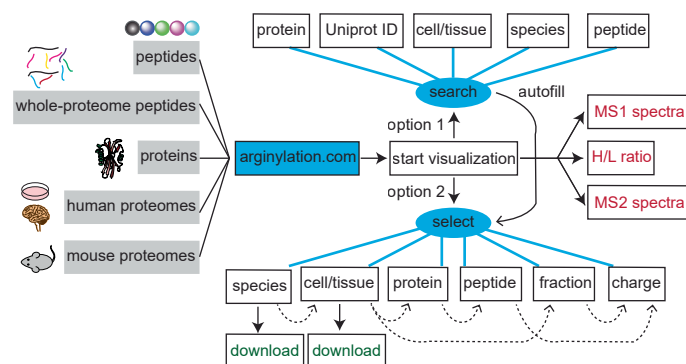 protein
Uniprot ID
cell/tissue
species
peptide
peptides
search
autofill
whole-proteome peptides
MS1 spectra
option 1
proteins
arginylation.com
start visualization
H/L ratio
option 2
human proteomes
MS2 spectra
select
mouse proteomes
species
cell/tissue
protein
peptide
fraction
charge
download
download